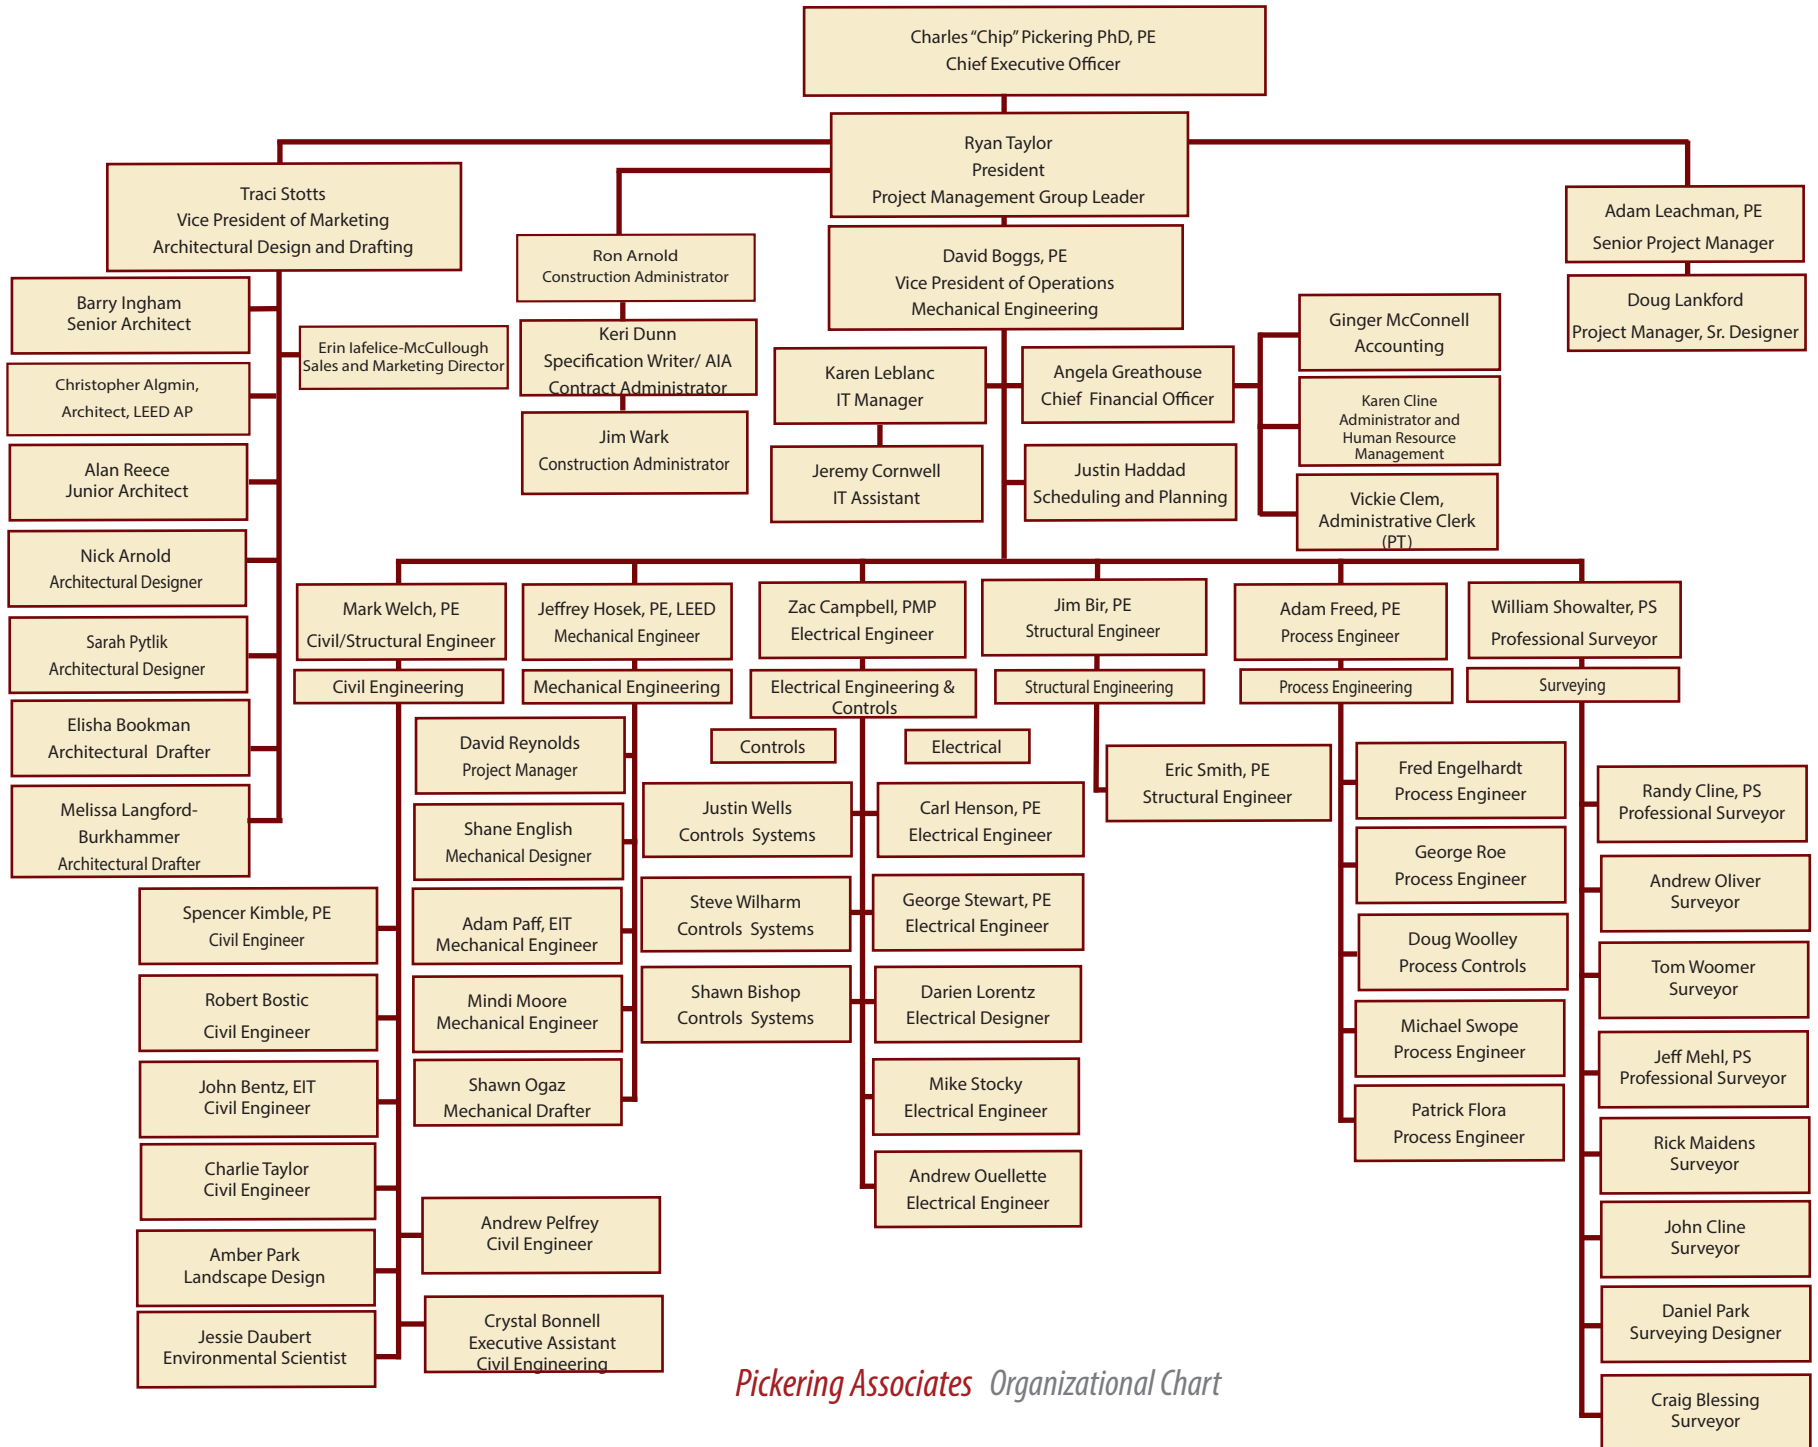 Charles “Chip” Pickering PhD, PE
Chief Executive Officer
Ryan Taylor
President
Project Management Group Leader
Traci Stotts
Vice President of Marketing
Architectural Design and Drafting
Barry Ingham
Senior Architect
Erin Iafelice-McCullough
Sales and Marketing Director
Christopher Algmin,
Architect, LEED AP
Alan Reece
Junior Architect
Nick Arnold
Architectural Designer
Sarah Pytlik
Architectural Designer
Elisha Bookman
Architectural Drafter
Melissa Langford-
Burkhammer
Architectural Drafter
Ron Arnold
Construction Administrator
Keri Dunn
Specification Writer/ AIA
Contract Administrator
Jim Wark
Construction Administrator
David Boggs, PE
Vice President of Operations
Mechanical Engineering
Karen Leblanc
IT Manager
Jeremy Cornwell
IT Assistant
Angela Greathouse
Chief Financial Officer
Justin Haddad
Scheduling and Planning
Ginger McConnell
Accounting
Karen Cline
Administrator and
Human Resource
Management
Vickie Clem,
Administrative Clerk
(PT)
Adam Leachman, PE
Senior Project Manager
Doug Lankford
Project Manager, Sr. Designer
Mark Welch, PE
Civil/Structural Engineer
Civil Engineering
Spencer Kimble, PE
Civil Engineer
Robert Bostic
Civil Engineer
John Bentz, EIT
Civil Engineer
Charlie Taylor
Civil Engineer
Amber Park
Landscape Design
Jessie Daubert
Environmental Scientist
Andrew Pelfrey
Civil Engineer
Crystal Bonnell
Executive Assistant
Civil Engineering
Jeffrey Hosek, PE, LEED
Mechanical Engineer
Mechanical Engineering
David Reynolds
Project Manager
Shane English
Mechanical Designer
Adam Paff, EIT
Mechanical Engineer
Mindi Moore
Mechanical Engineer
Shawn Ogaz
Mechanical Drafter
Zac Campbell, PMP
Electrical Engineer
Electrical Engineering &
Controls
Controls
Electrical
Justin Wells
Controls Systems
Steve Wilharm
Controls Systems
Shawn Bishop
Controls Systems
Carl Henson, PE
Electrical Engineer
George Stewart, PE
Electrical Engineer
Darien Lorentz
Electrical Designer
Mike Stocky
Electrical Engineer
Andrew Ouellette
Electrical Engineer
Jim Bir, PE
Structural Engineer
Structural Engineering
Eric Smith, PE
Structural Engineer
Adam Freed, PE
Process Engineer
Process Engineering
Fred Engelhardt
Process Engineer
George Roe
Process Engineer
Doug Woolley
Process Controls
Michael Swope
Process Engineer
Patrick Flora
Process Engineer
William Showalter, PS
Professional Surveyor
Surveying
Randy Cline, PS
Professional Surveyor
Andrew Oliver
Surveyor
Tom Woomer
Surveyor
Jeff Mehl, PS
Professional Surveyor
Rick Maidens
Surveyor
John Cline
Surveyor
Daniel Park
Surveying Designer
Craig Blessing
Surveyor
Pickering Associates Organizational Chart